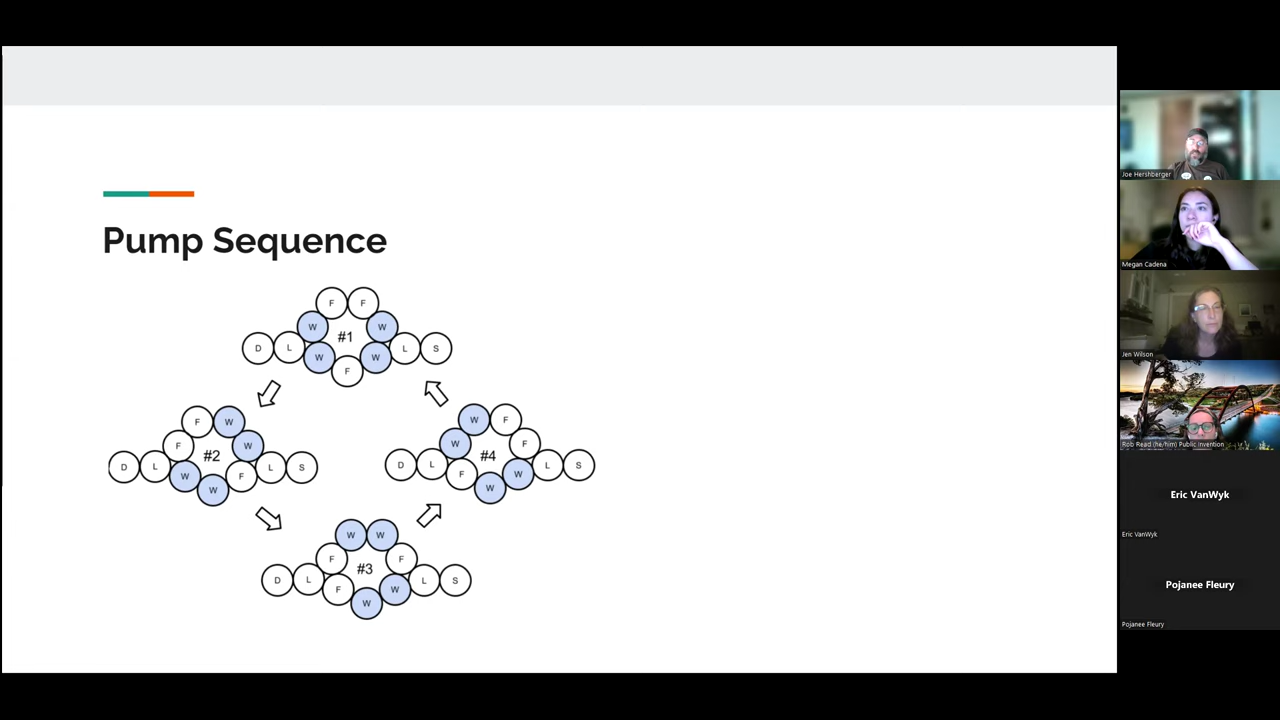 Pump Sequence
F F
W W
#1
D L L S
W W
F
F W
F W
#2
D L L S
W F
W
W F
W F
#4
D L L S
F W
W
W W
F F
#3
D L L S
F W
W
Joe Hershberger
Megan Cadena
Jen Wilson
Rob Read (he/him) Public Invention
Eric VanWyk
Eric VanWyk
Pojanee Fleury
Pojanee Fleury